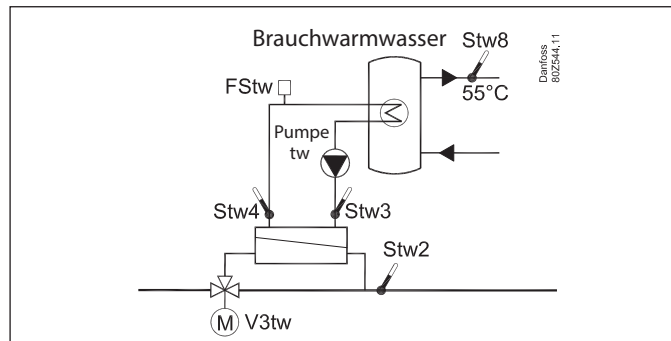 Brauchwarmwasser
Stw8
Danfoss
80Z544.11
FStw
55°C
Pumpe
tw
Stw4
Stw3
Stw2
M
V3tw